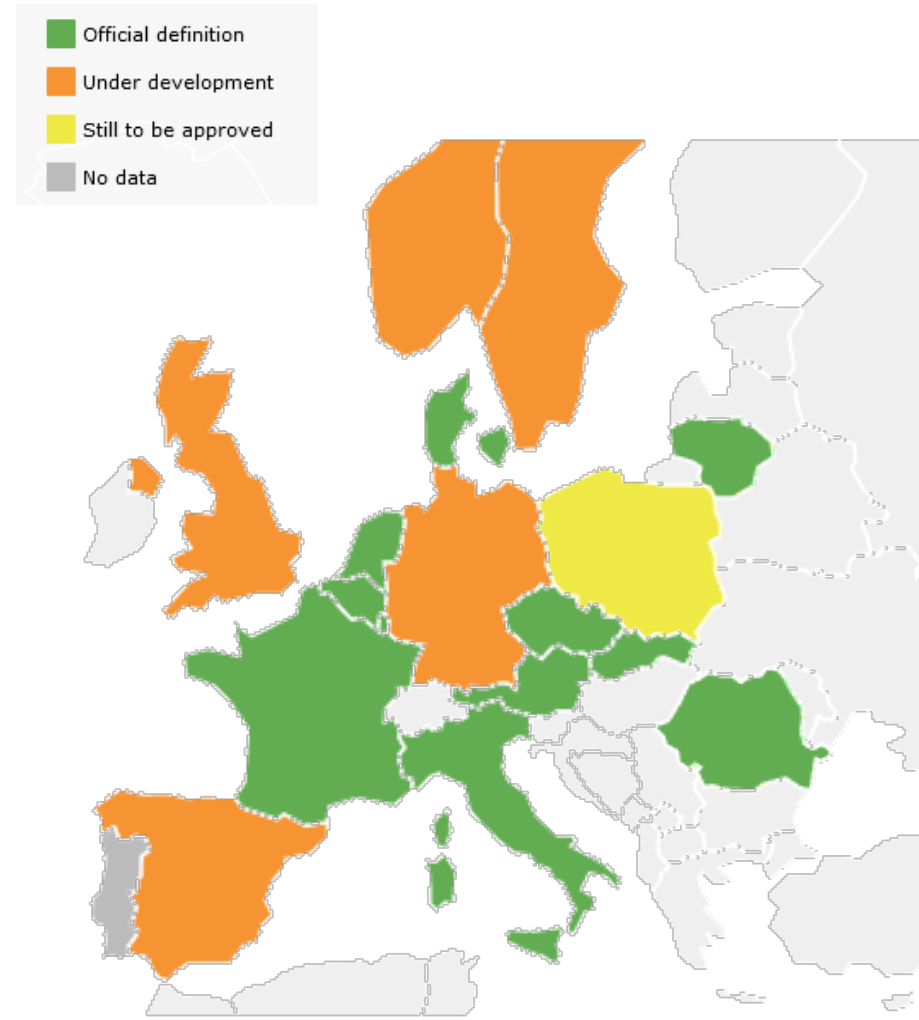 Official definition
Under development
Still to be approved
No data